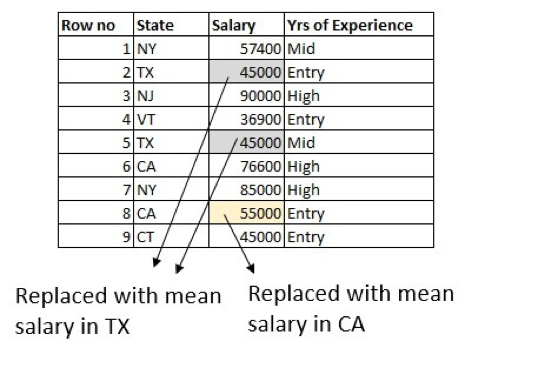 Row no State Salary Yrs of Experience
1 NY 57400 Mid
2 TX 45000 Entry
3 NJ 90000 High
4 VT 36900 Entry
5 TX 45000 Mid
6 CA 76600 High
7 NY 85000 High
8 CA 55000 Entry
9 CT 45000 Entry
Replaced with mean
salary in TX
Replaced with mean
salary in CA